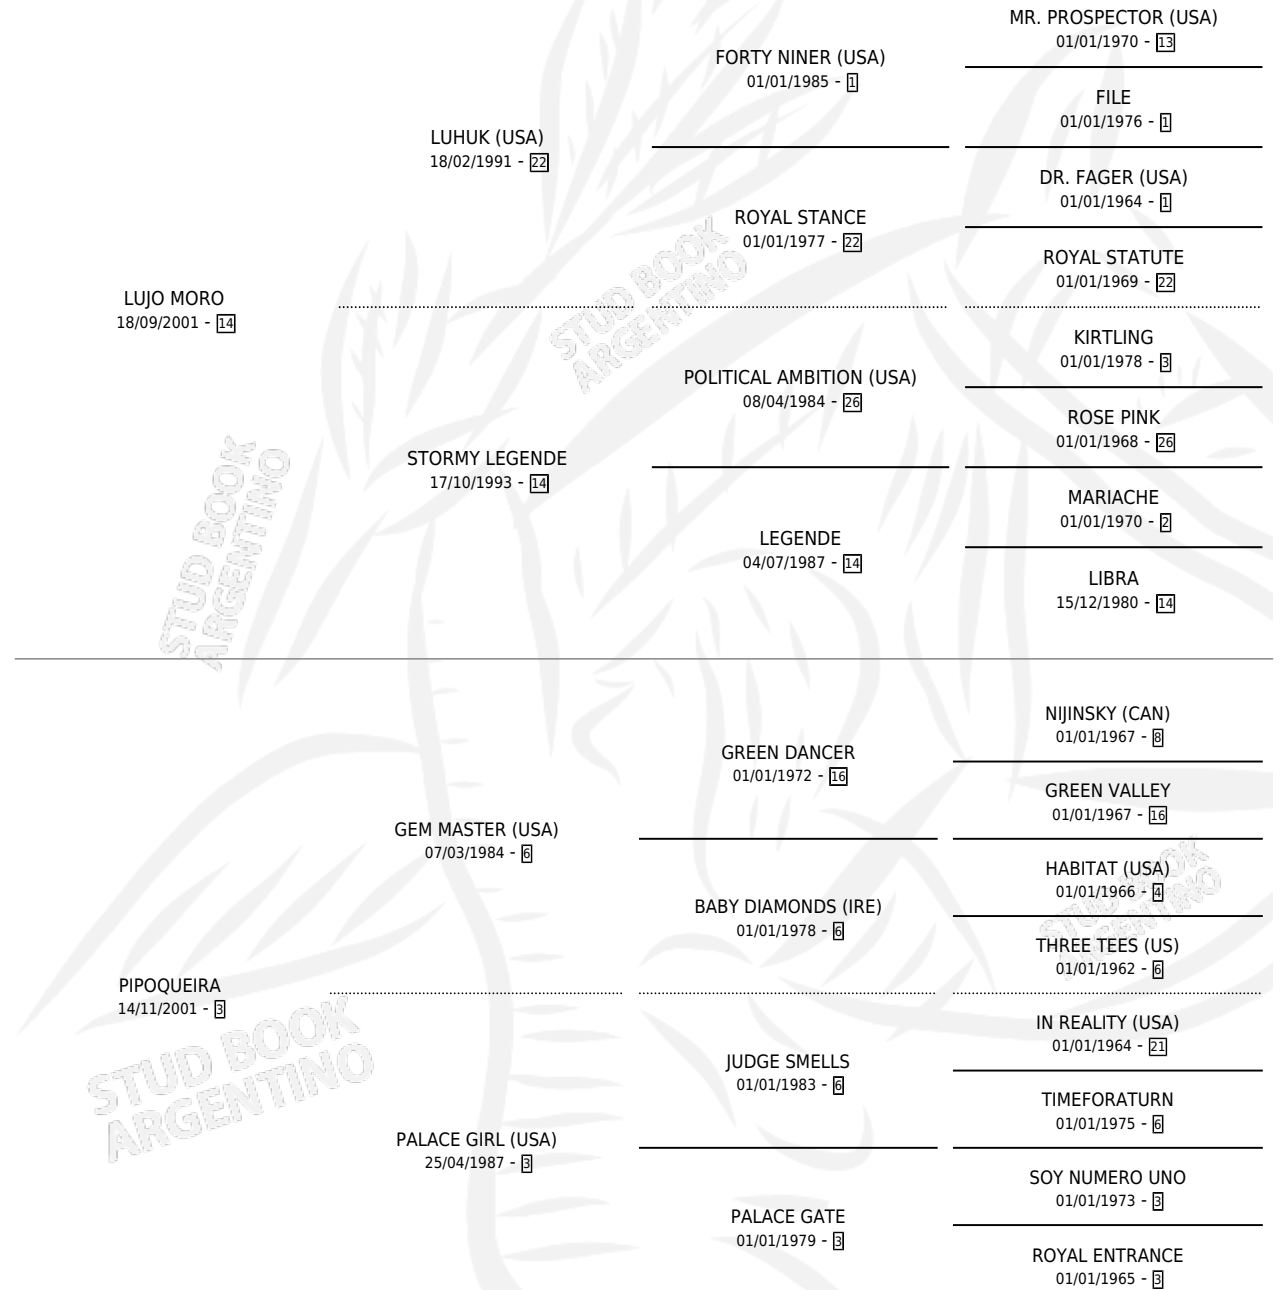 MR. PROSPECTOR (USA)
01/01/1970 - 13
FORTY NINER (USA)
01/01/1985 - 1
FILE
01/01/1976 - 1
LUHUK (USA)
18/02/1991 - 22
DR. FAGER (USA)
01/01/1964 - 1
ROYAL STANCE
01/01/1977 - 22
ROYAL STATUTE
01/01/1969 - 22
LUJO MORO
18/09/2001 - 14
STUD BOOK
ARGENTINO
KIRTLING
01/01/1978 - 3
POLITICAL AMBITION (USA)
08/04/1984 - 26
ROSE PINK
01/01/1968 - 26
STORMY LEGENDE
17/10/1993 - 14
MARIACHE
01/01/1970 - 2
LEGENDE
04/07/1987 - 14
LIBRA
15/12/1980 - 14
STUD BOOK
ARGENTINO
NIJINSKY (CAN)
01/01/1967 - 8
GREEN DANCER
01/01/1972 - 16
GREEN VALLEY
01/01/1967 - 16
GEM MASTER (USA)
07/03/1984 - 6
HABITAT (USA)
01/01/1966 - 4
BABY DIAMONDS (IRE)
01/01/1978 - 6
THREE TEES (US)
01/01/1962 - 6
STUD BOOK
ARGENTINO
PIPOQUEIRA
14/11/2001 - 3
STUD BOOK
ARGENTINO
IN REALITY (USA)
01/01/1964 - 21
JUDGE SMELLS
01/01/1983 - 6
TIMEFORATURN
01/01/1975 - 6
PALACE GIRL (USA)
25/04/1987 - 3
SOY NUMERO UNO
01/01/1973 - 3
PALACE GATE
01/01/1979 - 3
ROYAL ENTRANCE
01/01/1965 - 3